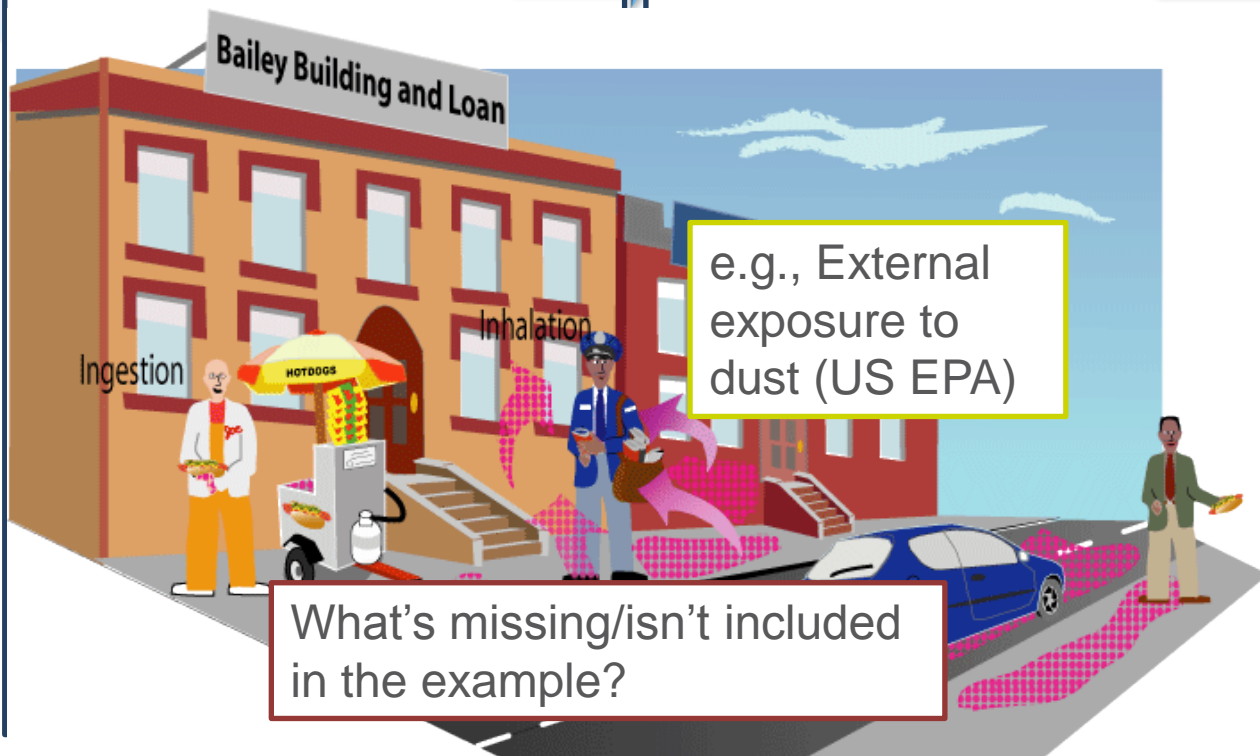 Bailey Building and Loan
e.g., External
exposure to
dust (US EPA)
Inhalation
Ingestion
HOTDOGS
Joe
What's missing/isn't included
in the example?